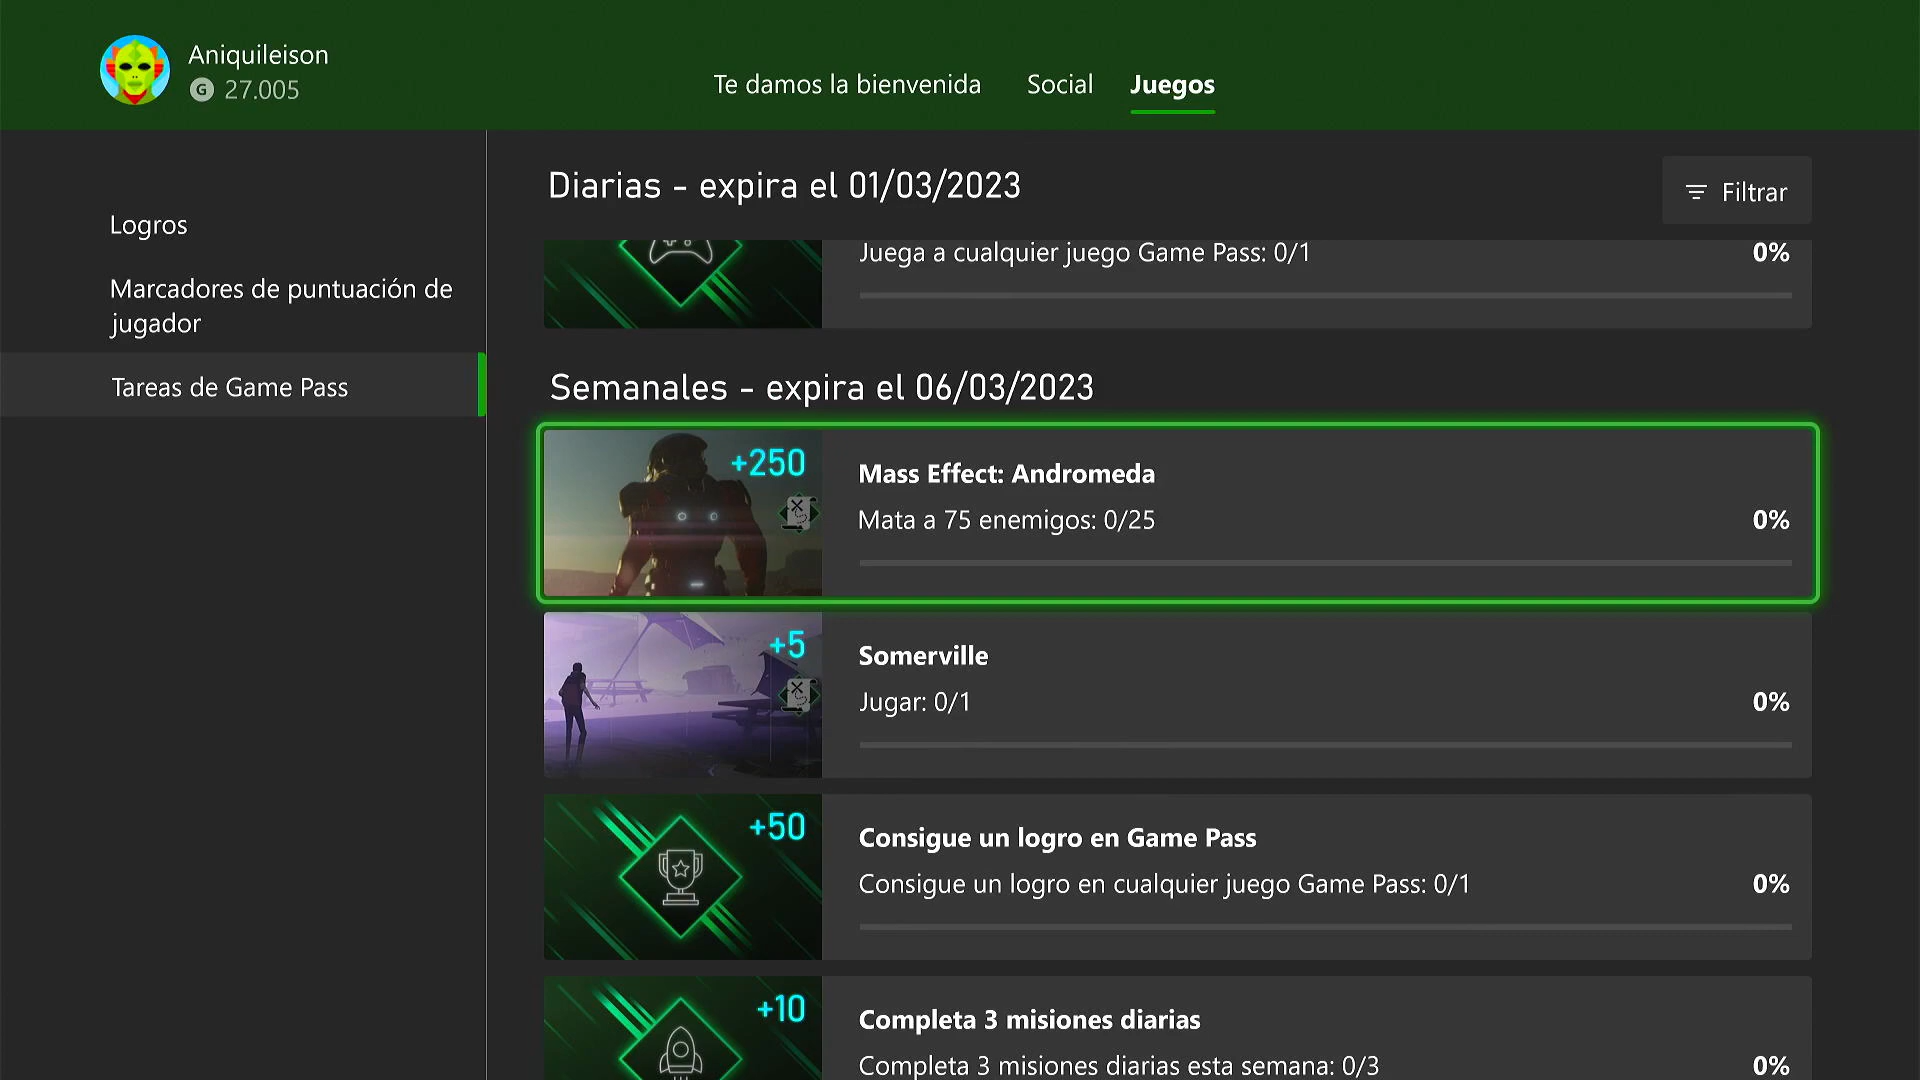 Aniquileison
G 27.005
Te damos la bienvenida
Social
Juegos
Logros
Marcadores de puntuación de
jugador
Tareas de Game Pass
Diarias - expira el 01/03/2023
Filtrar
Juega a cualquier juego Game Pass: 0/1
0%
Semanales - expira el 06/03/2023
+250
Mass Effect: Andromeda
Mata a 75 enemigos: 0/25
0%
+5
Somerville
Jugar: 0/1
0%
+50
Consigue un logro en Game Pass
Consigue un logro en cualquier juego Game Pass: 0/1
0%
+10
Completa 3 misiones diarias
Completa 3 misiones diarias esta semana: 0/3
0%